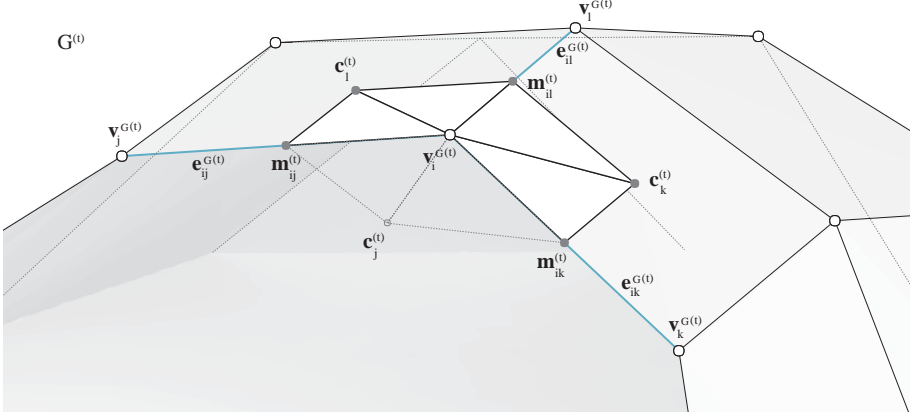 v_l^G(t)
G^(t)
e_il^G(t)
c_l^(t)
m_il^(t)
v_j^G(t)
e_ij^G(t)
m_ij^(t)
v_i^G(t)
c_k^(t)
c_j^(t)
m_ik^(t)
e_ik^G(t)
v_k^G(t)